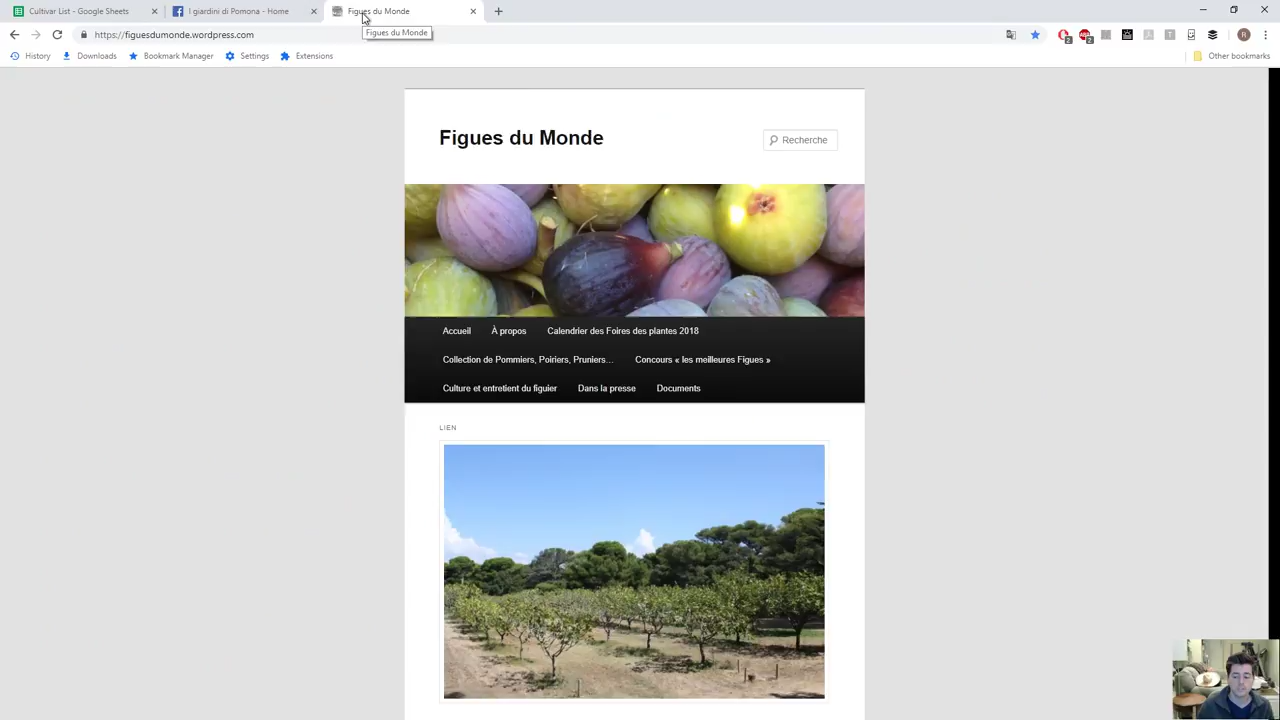 Cultivar List - Google Sheets
I giardini di Pomona - Home
Figues du Monde
Figues du Monde
https://figuesdumonde.wordpress.com
2
2
R
History
Downloads
Bookmark Manager
Settings
Extensions
Other bookmarks
Figues du Monde
Recherche
Accueil
À propos
Calendrier des Foires des plantes 2018
Collection de Pommiers, Poiriers, Pruniers…
Concours « les meilleures Figues »
Culture et entretient du figuier
Dans la presse
Documents
LIEN